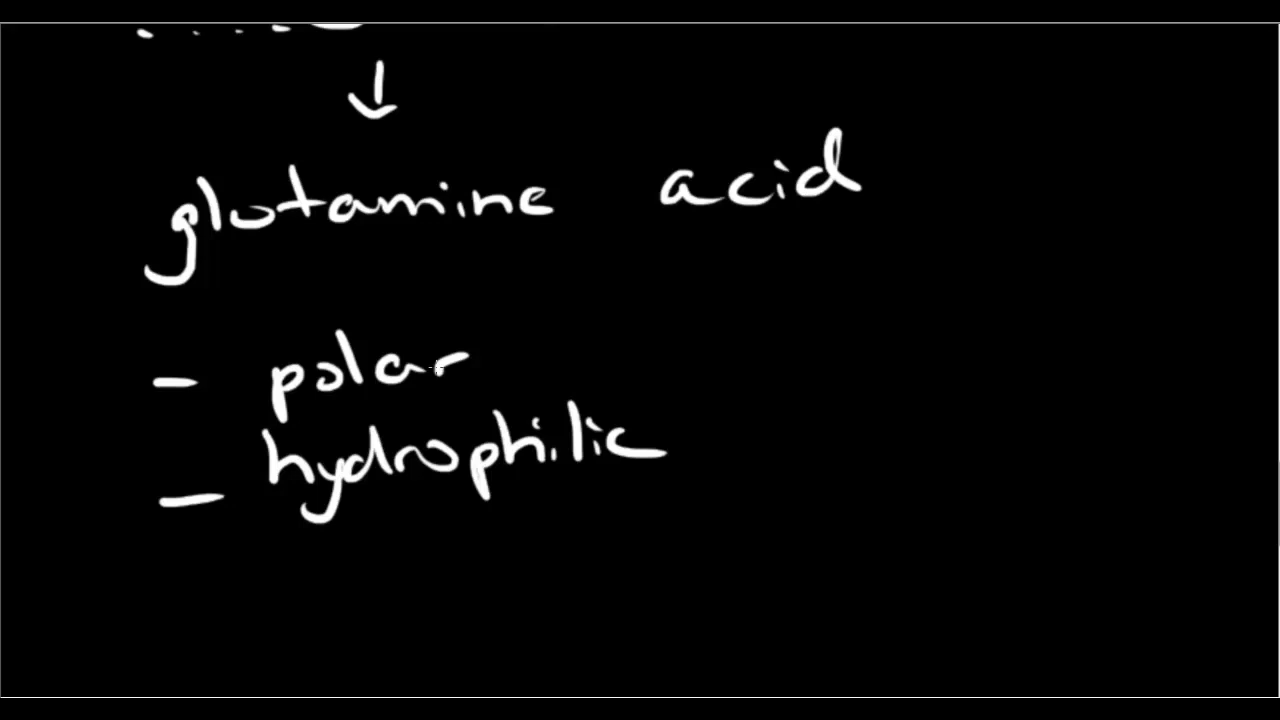 glutamine acid
- polar
- hydrophilic